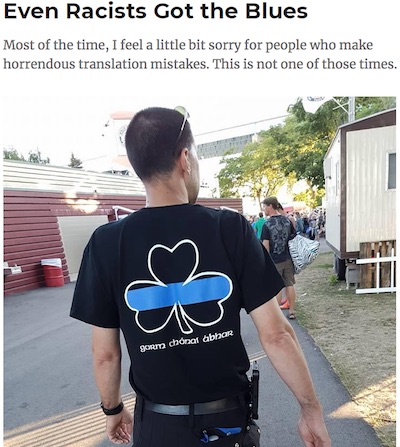 Even Racists Got the Blues
Most of the time, I feel a little bit sorry for people who make
horrendous translation mistakes. This is not one of those times.
gorm chónaí ábhar